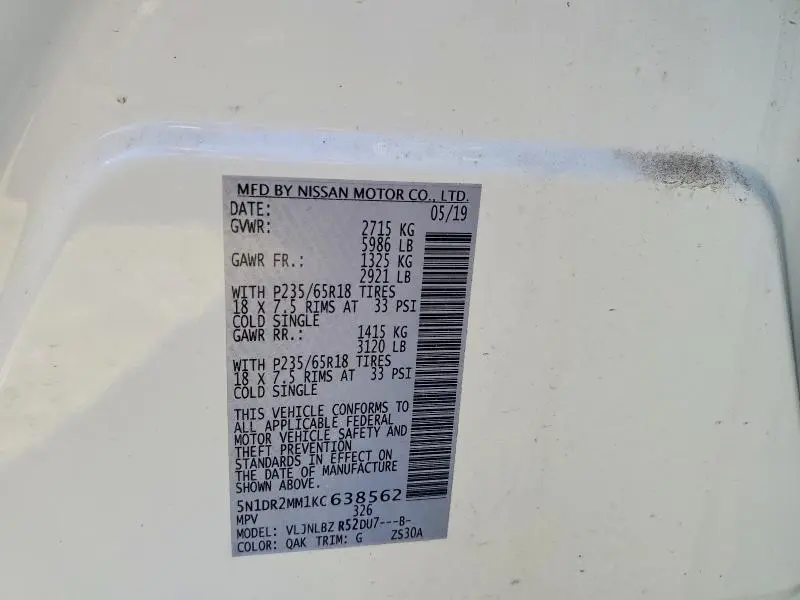 MFD BY NISSAN MOTOR CO., LTD.
DATE: 05/19
GVWR: 2715 KG
5986 LB
GAWR FR.: 1325 KG
2921 LB
WITH P235/65R18 TIRES
18 X 7.5 RIMS AT 33 PSI
COLD SINGLE
GAWR RR.: 1415 KG
3120 LB
WITH P235/65R18 TIRES
18 X 7.5 RIMS AT 33 PSI
COLD SINGLE
THIS VEHICLE CONFORMS TO
ALL APPLICABLE FEDERAL
MOTOR VEHICLE SAFETY AND
THEFT PREVENTION
STANDARDS IN EFFECT ON
THE DATE OF MANUFACTURE
SHOWN ABOVE.
5N1DR2MM1KC638562
MPV 326
MODEL: VLJNLBZ R52DU7---B-
COLOR: QAK TRIM: G ZS30A